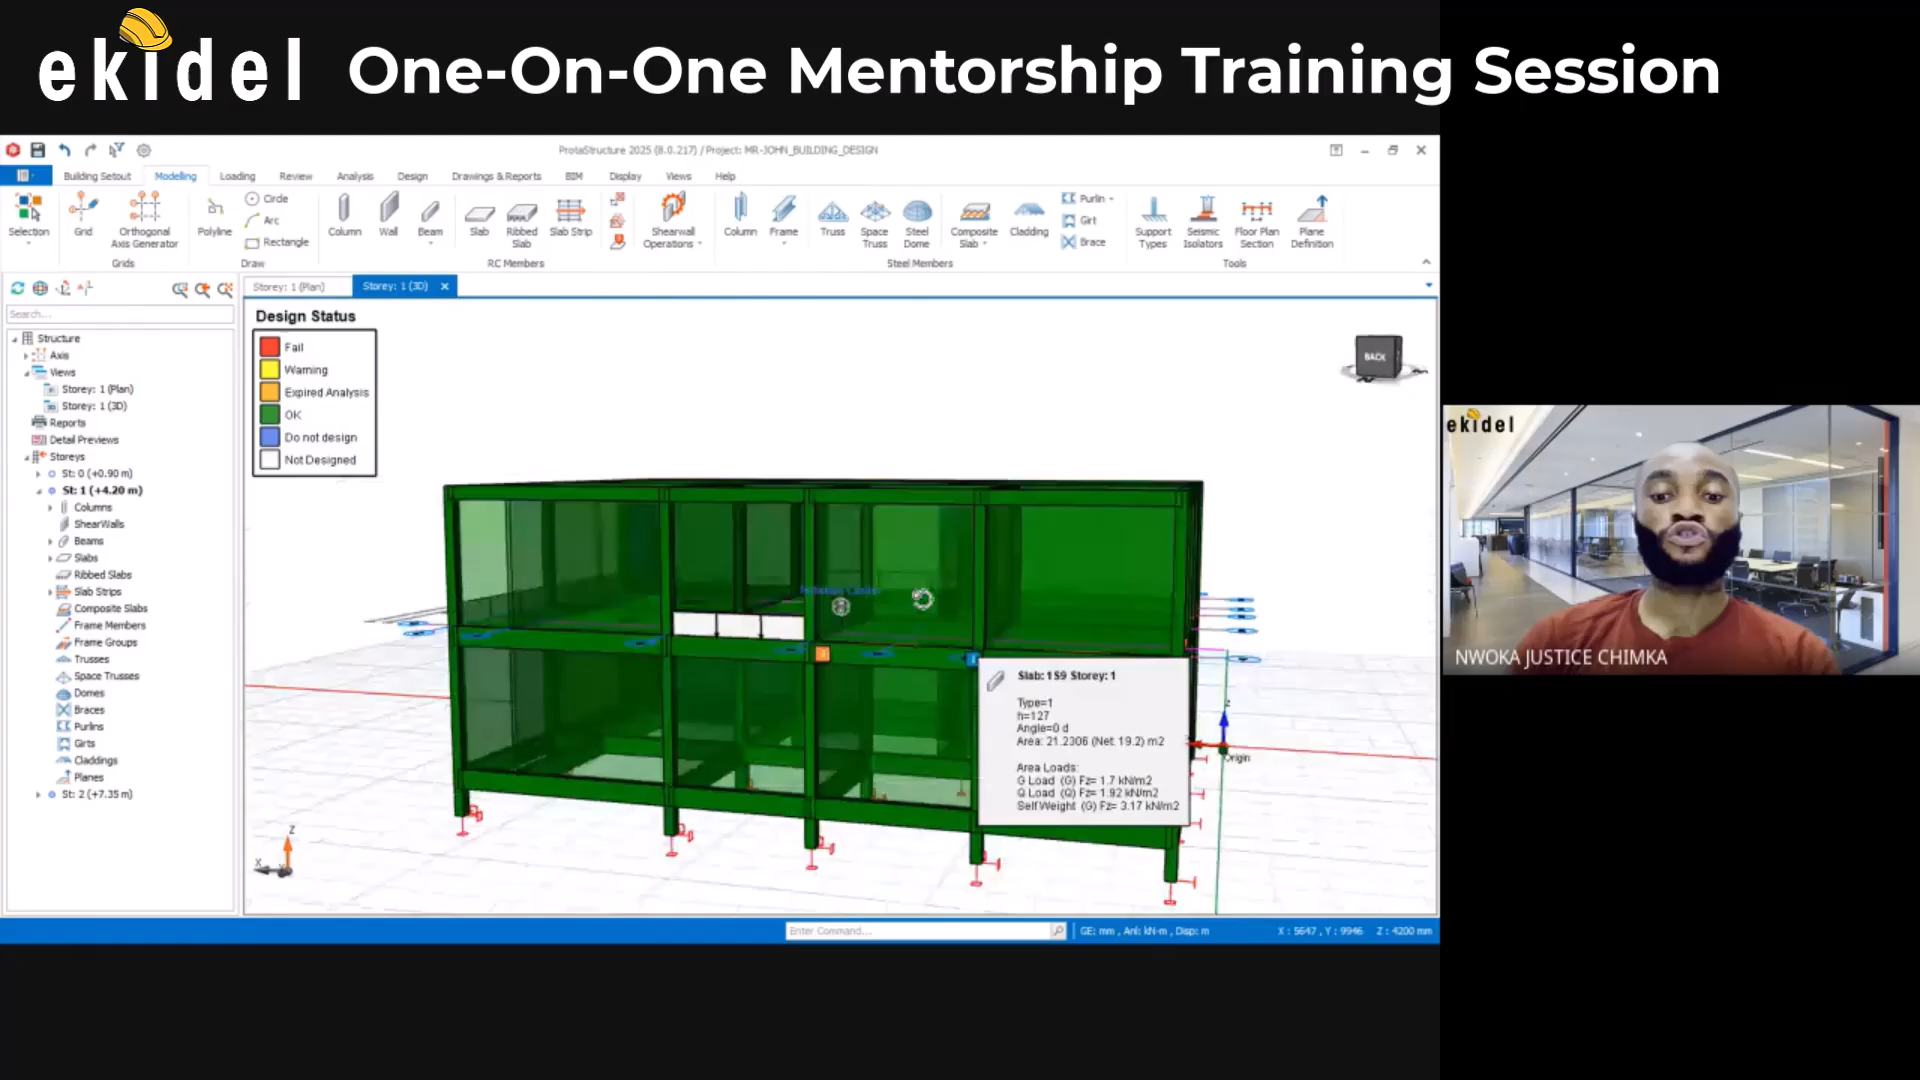 ekidel One-On-One Mentorship Training Session
ProtaStructure 2025 (8.0.217) / Project: MR-JOHN_BUILDING_DESIGN
Building Setout Modelling Loading Review Analysis Design Drawings & Reports BIM Display Views Help
Selection
Grid
Orthogonal
Axis Generator
Grids
Polyline
Circle
Arc
Rectangle
Draw
Column
Wall
Beam
Slab
Ribbed
Slab
Slab Strip
Shearwall
Operations
RC Members
Column
Frame
Truss
Space
Truss
Steel
Dome
Composite
Slab
Cladding
Purlin
Girt
Brace
Steel Members
Support
Types
Seismic
Isolators
Floor Plan
Section
Plane
Definition
Tools
Search...
Structure
Axis
Views
Storey: 1 (Plan)
Storey: 1 (3D)
Reports
Detail Previews
Storeys
St: 0 (+0.90 m)
St: 1 (+4.20 m)
Columns
ShearWalls
Beams
Slabs
Ribbed Slabs
Slab Strips
Composite Slabs
Frame Members
Frame Groups
Trusses
Space Trusses
Domes
Braces
Purlins
Girts
Claddings
Planes
St: 2 (+7.35 m)
Storey: 1 (Plan)
Storey: 1 (3D)
Design Status
Fail
Warning
Expired Analysis
OK
Do not design
Not Designed
BACK
Slab: 1S9 Storey: 1
Type=1
h=127
Angle=0 d
Area: 21.2306 (Net: 19.2) m2
Area Loads:
G Load (G) Fz= 1.7 kN/m2
Q Load (Q) Fz= 1.92 kN/m2
Self Weight (G) Fz= 3.17 kN/m2
Z
Origin
Z
X
Enter Command...
GE: mm , Anl: kN-m , Disp: m
X : 5647 , Y : 9946 Z : 4200 mm
ekidel
NWOKA JUSTICE CHIMKA